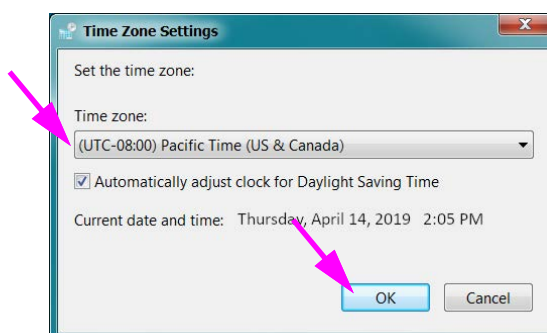 Time Zone Settings
Set the time zone:
Time zone:
(UTC-08:00) Pacific Time (US & Canada)
Automatically adjust clock for Daylight Saving Time
Current date and time: Thursday, April 14, 2019 2:05 PM
OK Cancel